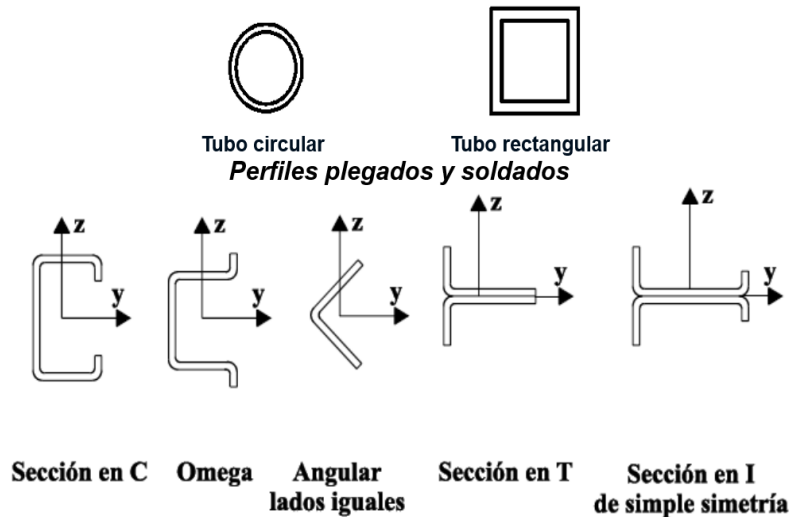 Tubo circular
Tubo rectangular
Perfiles plegados y soldados
z
y
z
y
z
y
z
y
z
y
Sección en C
Omega
Angular
lados iguales
Sección en T
Sección en I
de simple simetría